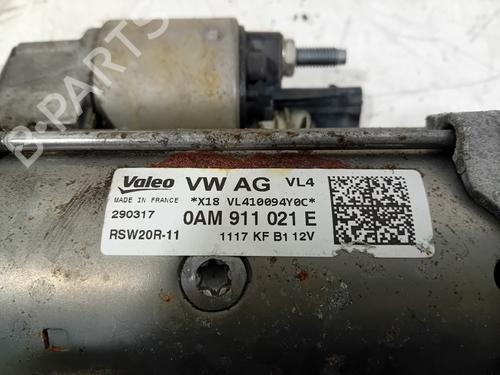 B-PARTS
Valeo VW AG VL4
MADE IN FRANCE *X18 VL410094Y0C*
290317 0AM 911 021 E
RSW20R-11 1117 KF B1 12V